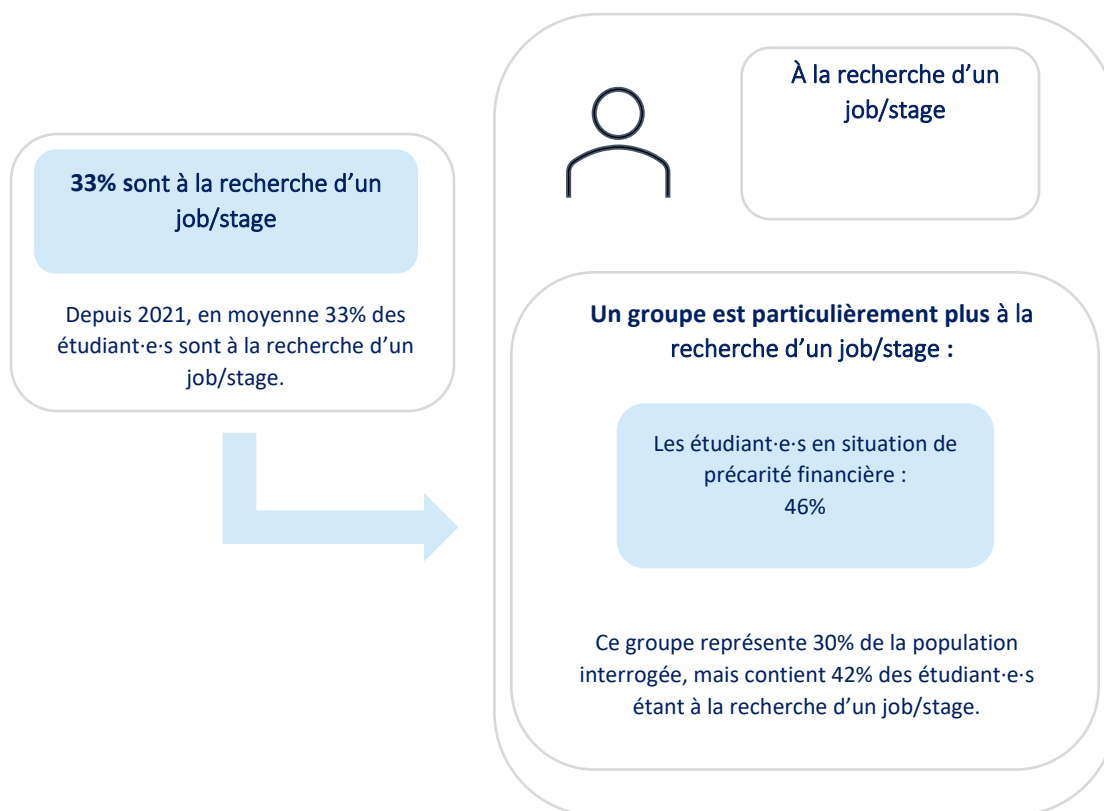 33% sont à la recherche d’un
job/stage
Depuis 2021, en moyenne 33% des
étudiant·e·s sont à la recherche d’un
job/stage.
À la recherche d’un
job/stage
Un groupe est particulièrement plus à la
recherche d’un job/stage :
Les étudiant·e·s en situation de
précarité financière :
46%
Ce groupe représente 30% de la population
interrogée, mais contient 42% des étudiant·e·s
étant à la recherche d’un job/stage.